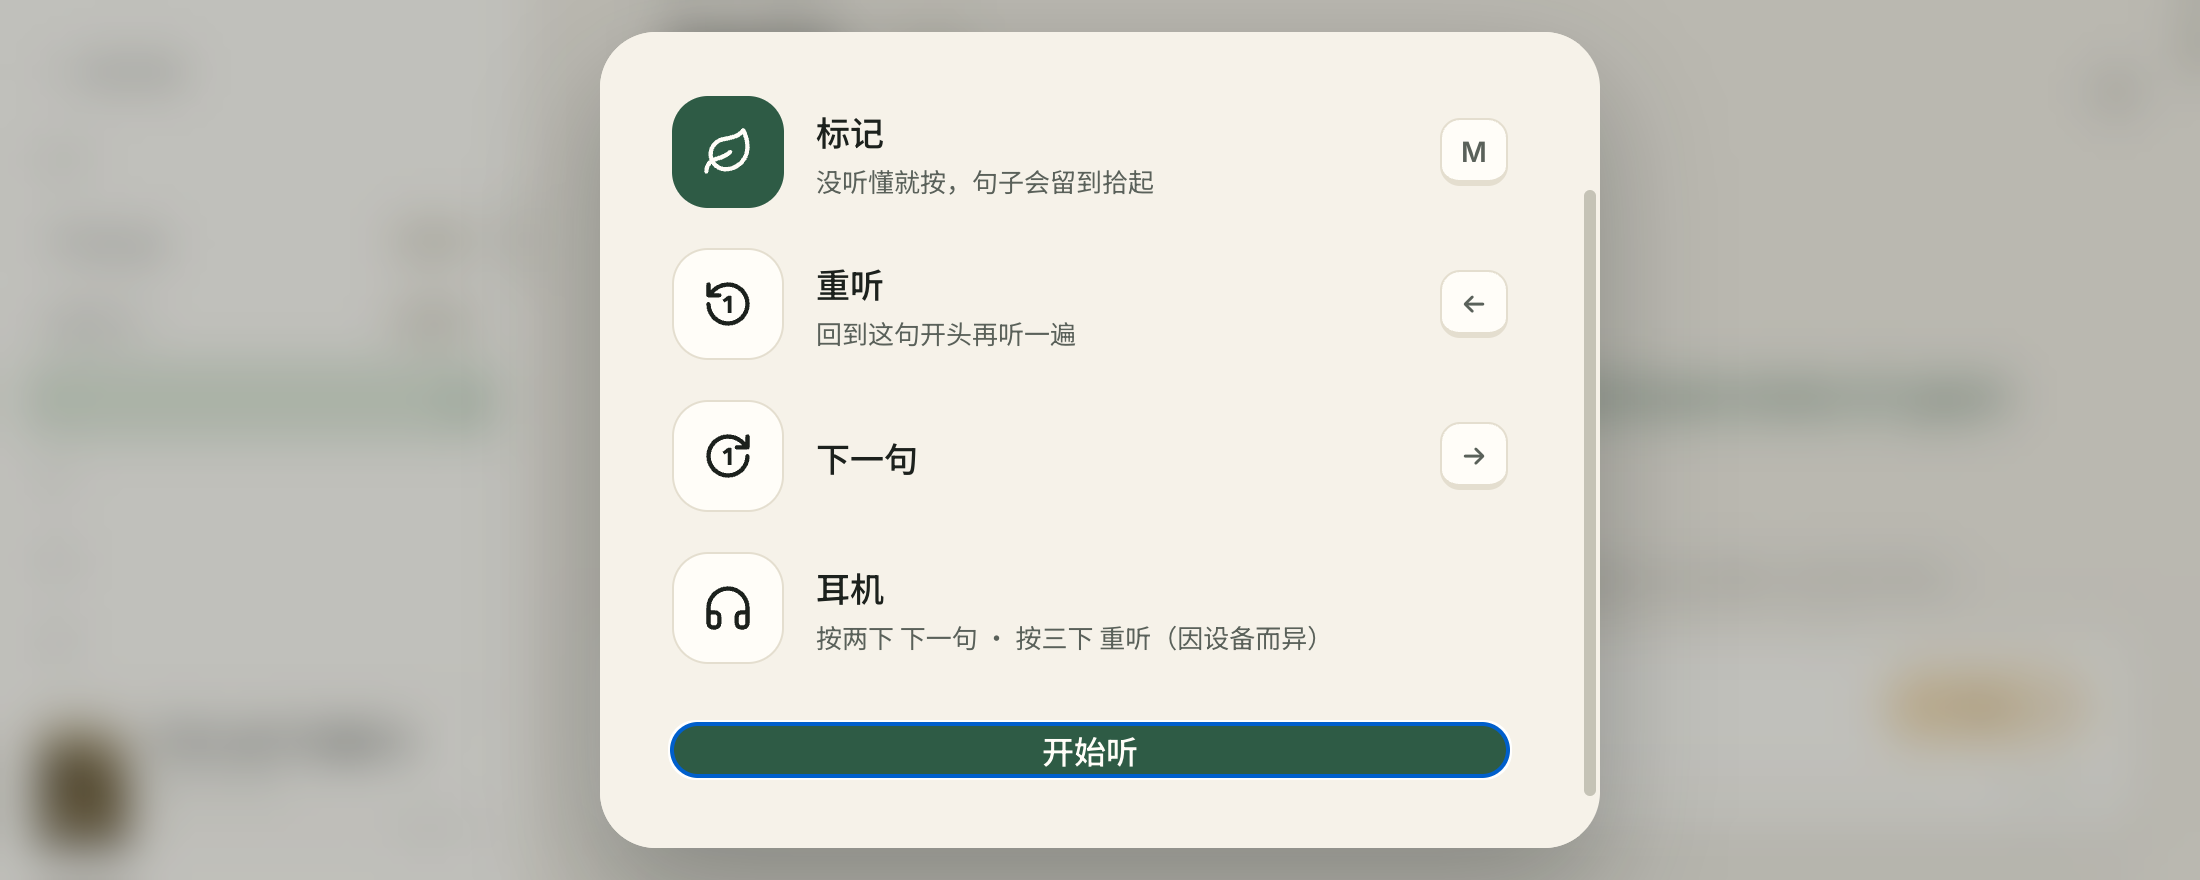 标记
没听懂就按，句子会留到拾起
M
1
重听
回到这句开头再听一遍
←
1
下一句
→
耳机
按两下 下一句 · 按三下 重听（因设备而异）
开始听